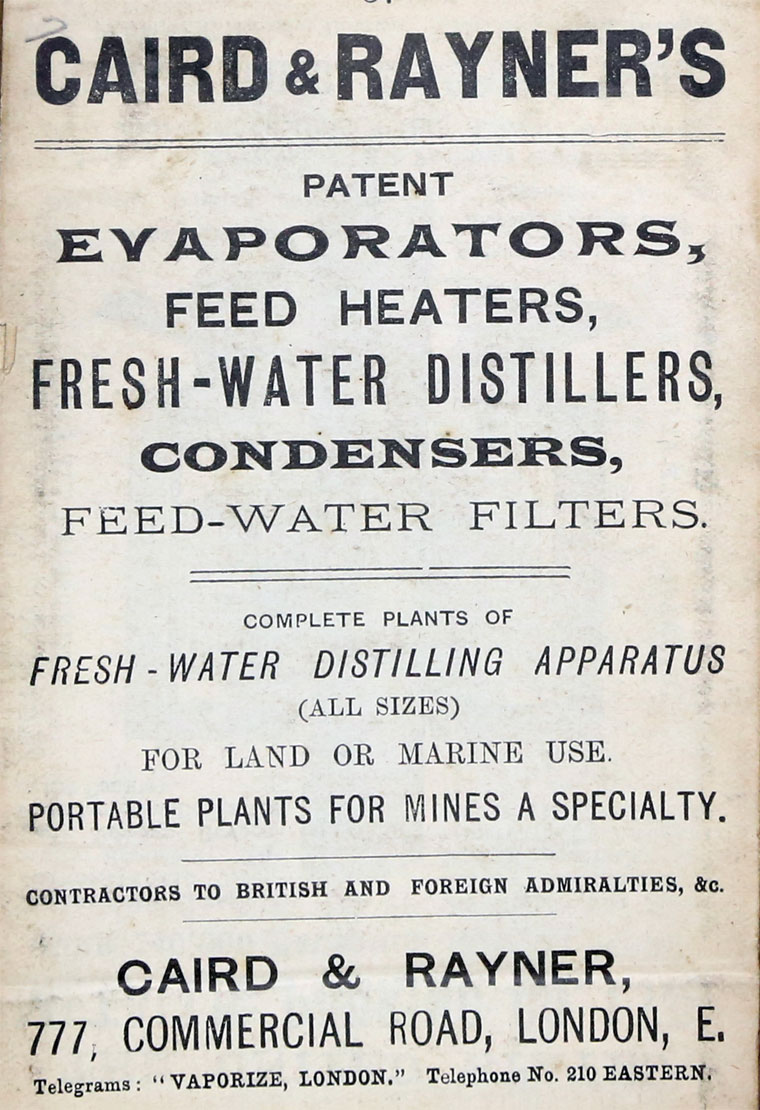 CAIRD & RAYNER'S
PATENT
EVAPORATORS,
FEED HEATERS,
FRESH-WATER DISTILLERS,
CONDENSERS,
FEED-WATER FILTERS.
COMPLETE PLANTS OF
FRESH-WATER DISTILLING APPARATUS
(ALL SIZES)
FOR LAND OR MARINE USE.
PORTABLE PLANTS FOR MINES A SPECIALTY.
CONTRACTORS TO BRITISH AND FOREIGN ADMIRALTIES, &c.
CAIRD & RAYNER,
777, COMMERCIAL ROAD, LONDON, E.
Telegrams: "VAPORIZE, LONDON." Telephone No. 210 EASTERN.